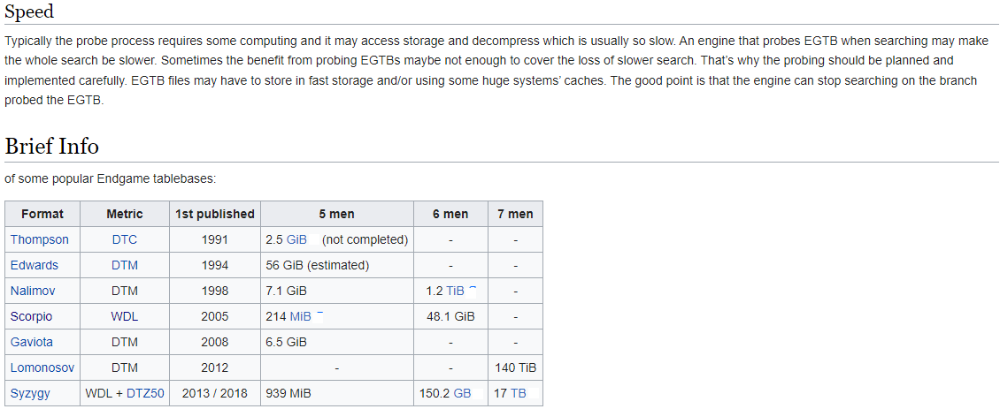 Speed
Typically the probe process requires some computing and it may access storage and decompress which is usually so slow. An engine that probes EGTB when searching may make
the whole search be slower. Sometimes the benefit from probing EGTBs maybe not enough to cover the loss of slower search. That's why the probing should be planned and
implemented carefully. EGTB files may have to store in fast storage and/or using some huge systems' caches. The good point is that the engine can stop searching on the branch
probed the EGTB.
Brief Info
of some popular Endgame tablebases:
Format Metric 1st published 5 men 6 men 7 men
Thompson DTC 1991 2.5 GiB (not completed) - -
Edwards DTM 1994 56 GiB (estimated) - -
Nalimov DTM 1998 7.1 GiB 1.2 TiB -
Scorpio WDL 2005 214 MiB 48.1 GiB -
Gaviota DTM 2008 6.5 GiB - -
Lomonosov DTM 2012 - - 140 TiB
Syzygy WDL + DTZ50 2013 / 2018 939 MiB 150.2 GB 17 TB